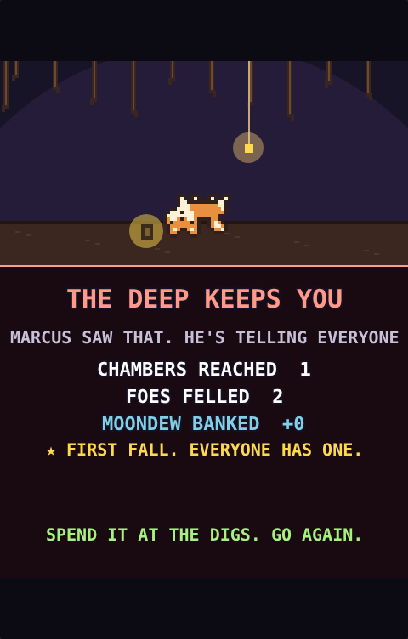 THE DEEP KEEPS YOU
MARCUS SAW THAT. HE'S TELLING EVERYONE
CHAMBERS REACHED 1
FOES FELLED 2
MOONDEW BANKED +0
★ FIRST FALL. EVERYONE HAS ONE.
SPEND IT AT THE DIGS. GO AGAIN.